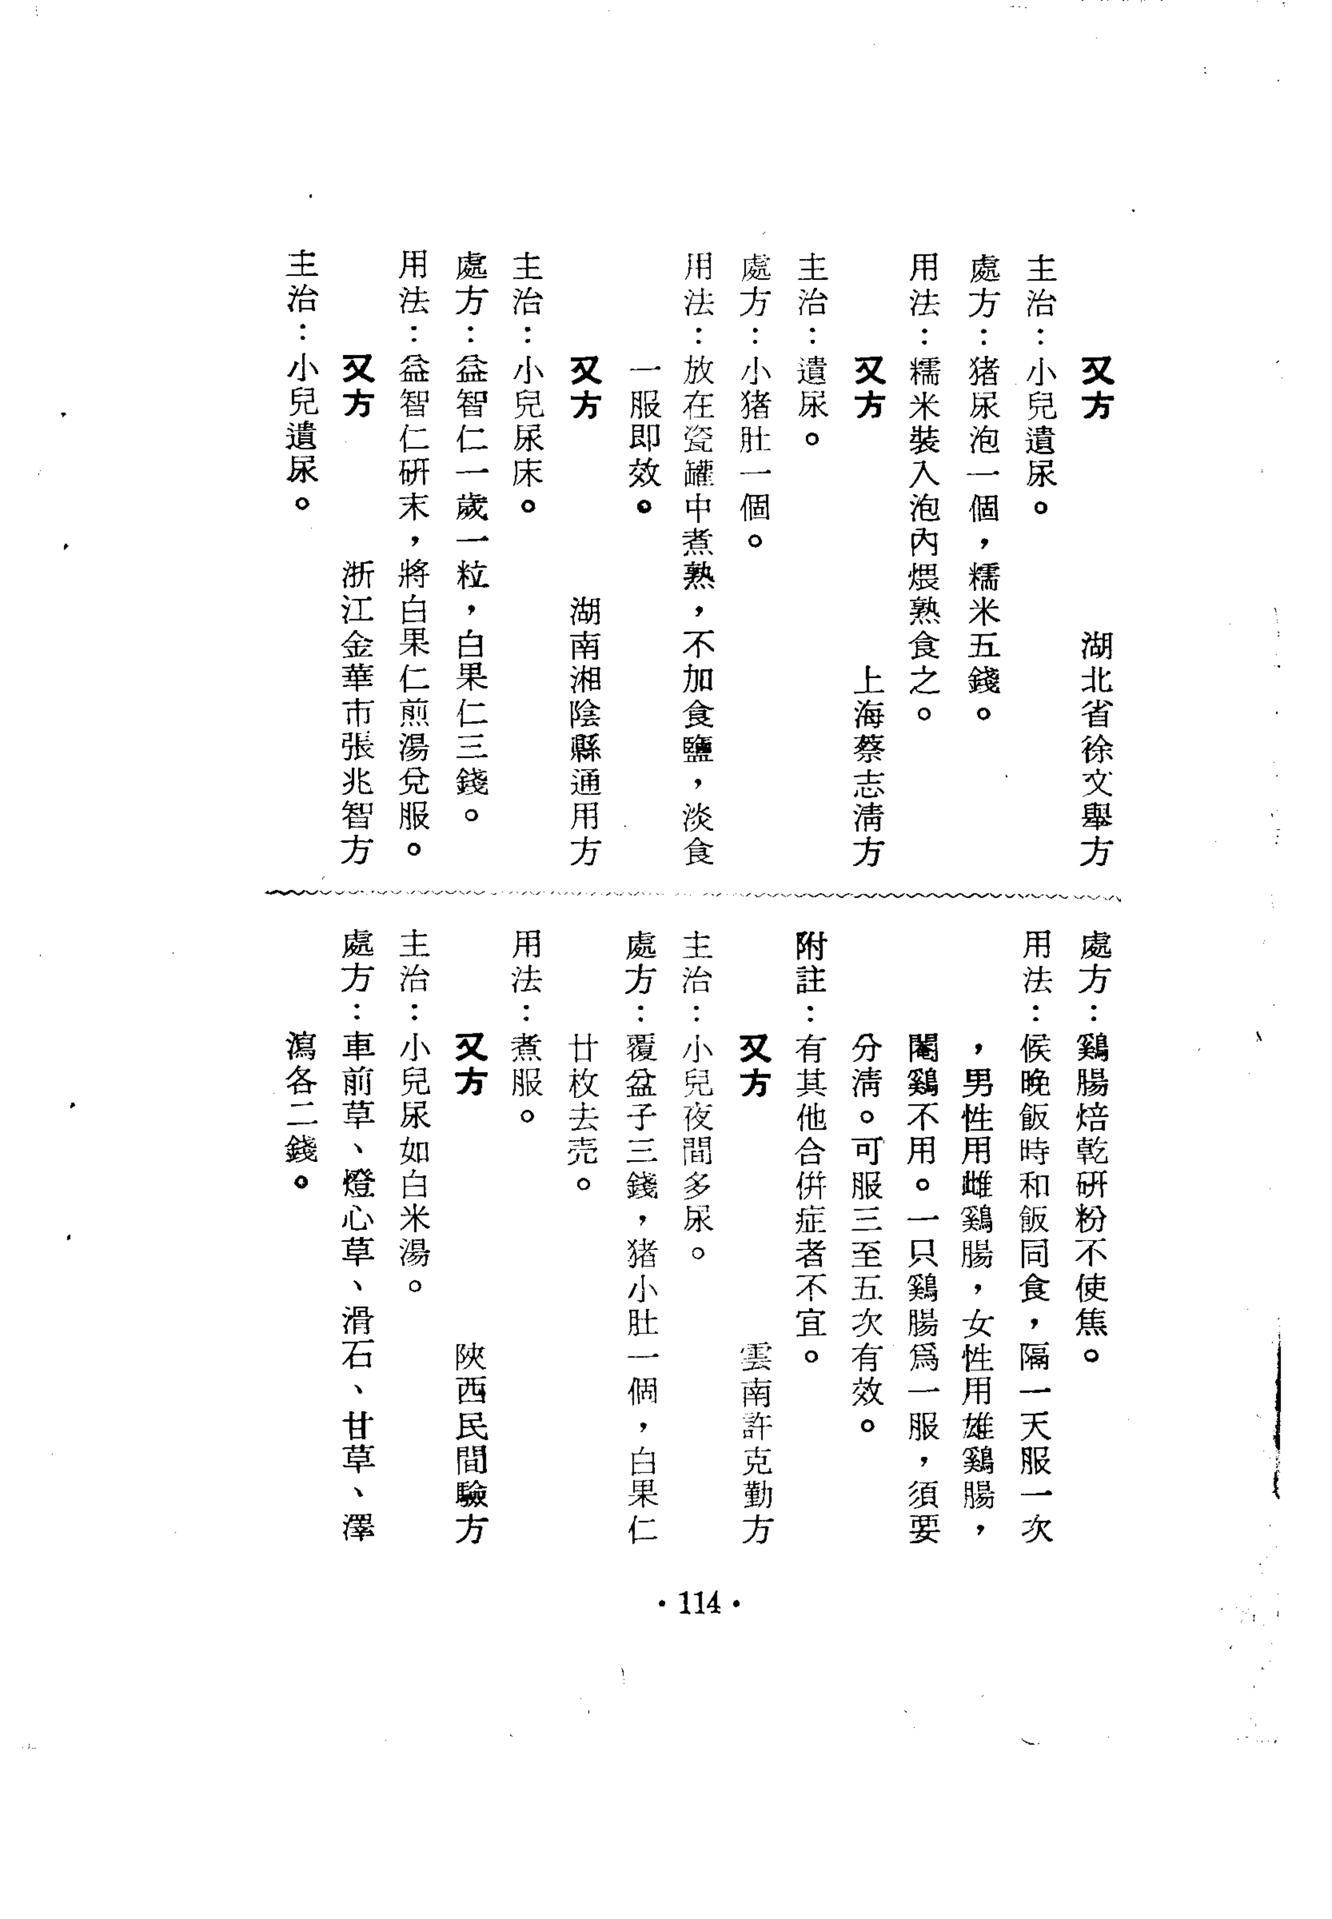 又方　湖北省徐文舉方
主治：小兒遺尿。
處方：猪尿泡一個，糯米五錢。
用法：糯米裝入泡內煨熟食之。
又方　上海蔡志淸方
主治：遺尿。
處方：小猪肚一個。
用法：放在瓷罐中煮熟，不加食鹽，淡食
一服即效。
又方　湖南湘陰縣通用方
主治：小兒尿床。
處方：益智仁一歲一粒，白果仁三錢。
用法：益智仁研末，將白果仁煎湯兌服。
又方　浙江金華市張兆智方
主治：小兒遺尿。
處方：鷄腸焙乾研粉不使焦。
用法：候晚飯時和飯同食，隔一天服一次
，男性用雌鷄腸，女性用雄鷄腸，
閹鷄不用。一只鷄腸爲一服，須要
分淸。可服三至五次有效。
附註：有其他合併症者不宜。
又方　雲南許克勤方
主治：小兒夜間多尿。
處方：覆盆子三錢，猪小肚一個，白果仁
廿枚去壳。
用法：煮服。
又方　陝西民間驗方
主治：小兒尿如白米湯。
處方：車前草、燈心草、滑石、甘草、澤
瀉各二錢。
·114·